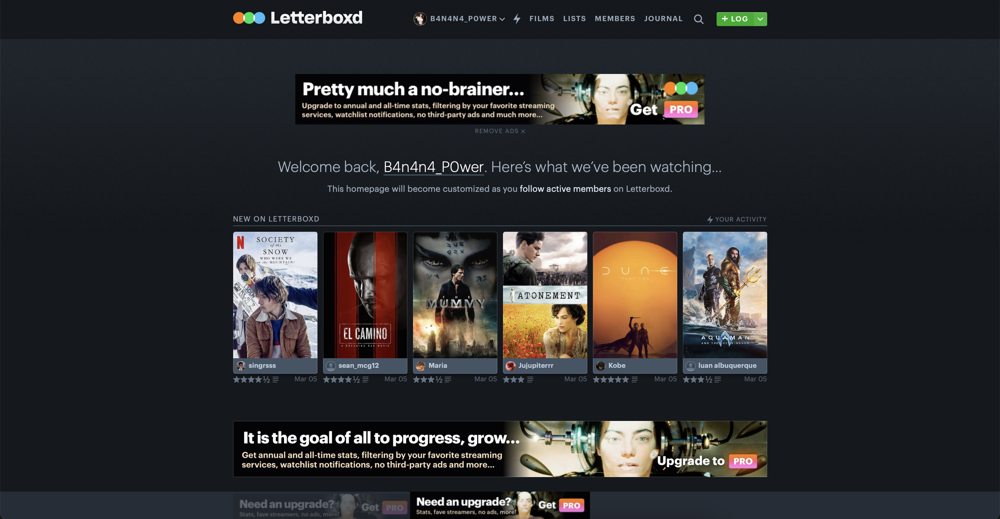 Letterboxd
B4N4N4_P0WER
FILMS
LISTS
MEMBERS
JOURNAL
+ LOG
Pretty much a no-brainer...
Upgrade to annual and all-time stats, filtering by your favorite streaming
services, watchlist notifications, no third-party ads and much more...
Get PRO
REMOVE ADS ×
Welcome back, B4n4n4_P0wer. Here's what we've been watching...
This homepage will become customized as you follow active members on Letterboxd.
NEW ON LETTERBOXD
YOUR ACTIVITY
N
SOCIETY
of the
SNOW
WHO WERE WE
on the MOUNTAIN?
EL CAMINO
A BREAKING BAD MOVIE
THE
MUMMY
ATONEMENT
DUNE
PART TWO
AQUAMAN
AND THE LOST KINGDOM
singrsss
sean_mcg12
Maria
Jujupiterrr
Kobe
luan albuquerque
★★★★½ Mar 05
★★★★½ Mar 05
★★★½ Mar 05
★★★ Mar 05
★★★★★ Mar 05
★★★½ Mar 05
It is the goal of all to progress, grow...
Get annual and all-time stats, filtering by your favorite streaming
services, watchlist notifications, no third-party ads and more...
Upgrade to PRO
Need an upgrade?
Stats, fave streamers, no ads, more!
Get PRO
Need an upgrade?
Stats, fave streamers, no ads, more!
Get PRO